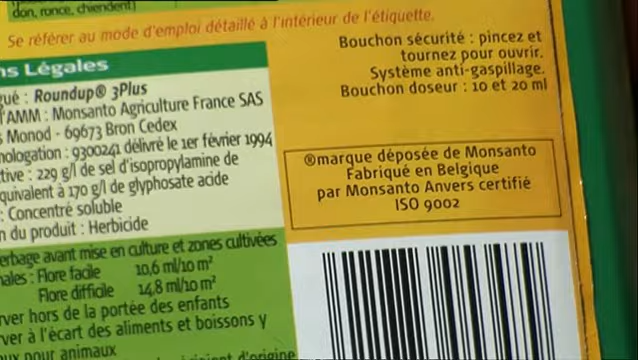 don, ronce, chiendent)
Se référer au mode d'emploi détaillé à l'intérieur de l'étiquette.
ns Légales
gué : Roundup® 3Plus
l'AMM : Monsanto Agriculture France SAS
s Monod - 69673 Bron Cedex
nologation : 9300241 délivré le 1er février 1994
tive : 229 g/l de sel d'isopropylamine de
quivalent à 170 g/l de glyphosate acide
: Concentré soluble
n du produit : Herbicide
erbage avant mise en culture et zones cultivées
nales : Flore facile 10,6 ml/10 m²
Flore difficile 14,8 ml/10 m²
rver hors de la portée des enfants
rver à l'écart des aliments et boissons y
ux pour animaux
d'origine
Bouchon sécurité : pincez et
tournez pour ouvrir.
Système anti-gaspillage.
Bouchon doseur : 10 et 20 ml
®marque déposée de Monsanto
Fabriqué en Belgique
par Monsanto Anvers certifié
ISO 9002